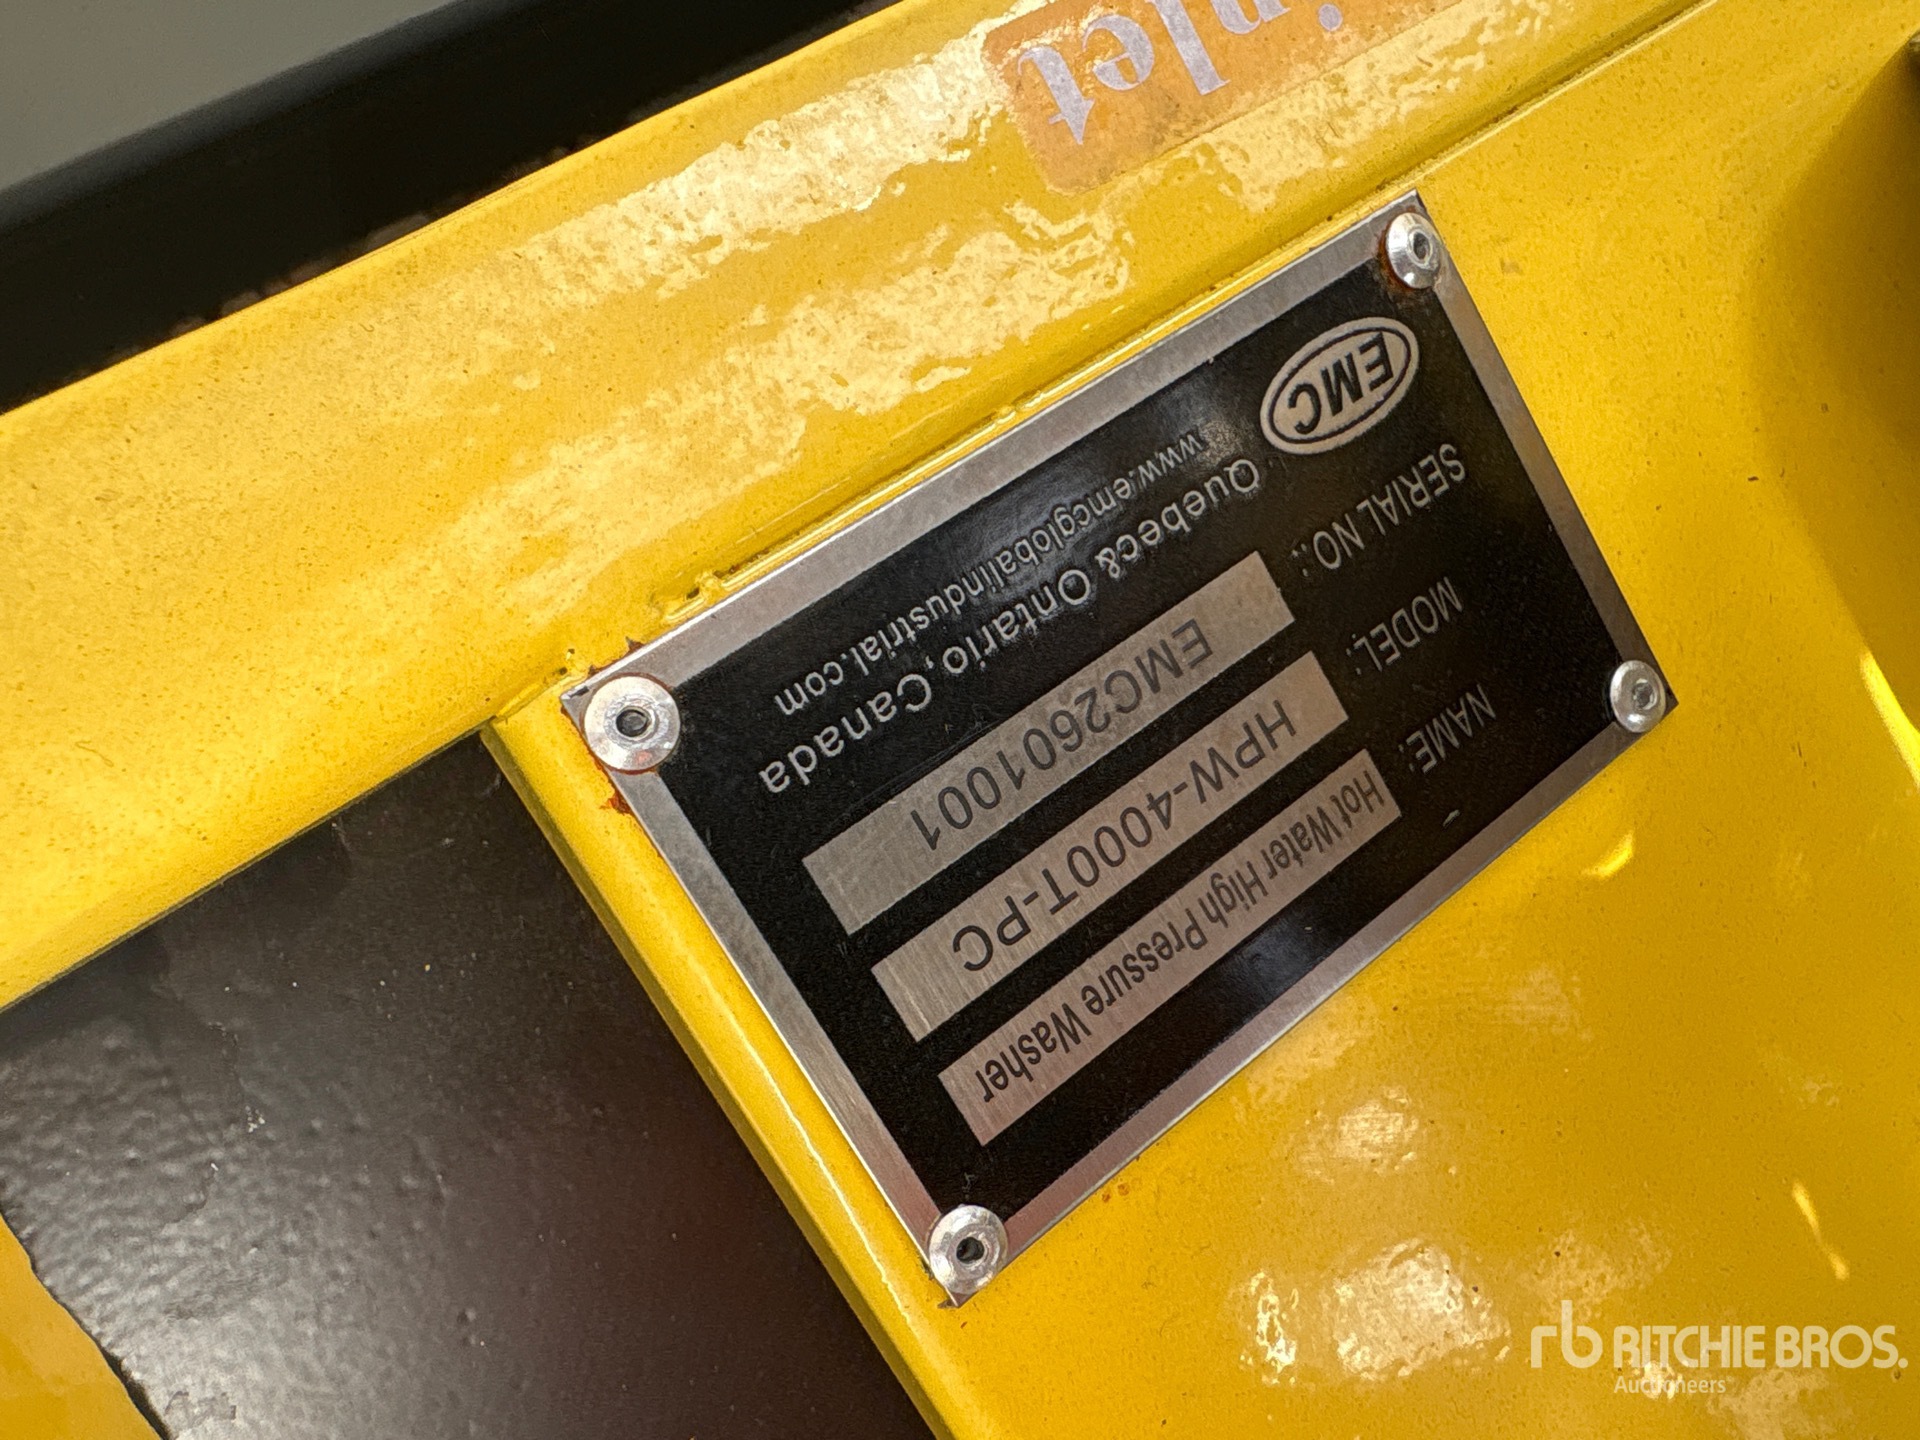 NAME: Hot Water High Pressure Washer
MODEL.: HPW-4000T-PC
SERIAL NO.: EMC2601001
EMC Quebec& Ontario, Canada
www.emcglobalindustrial.com
inlet
rb RITCHIE BROS.
Auctioneers